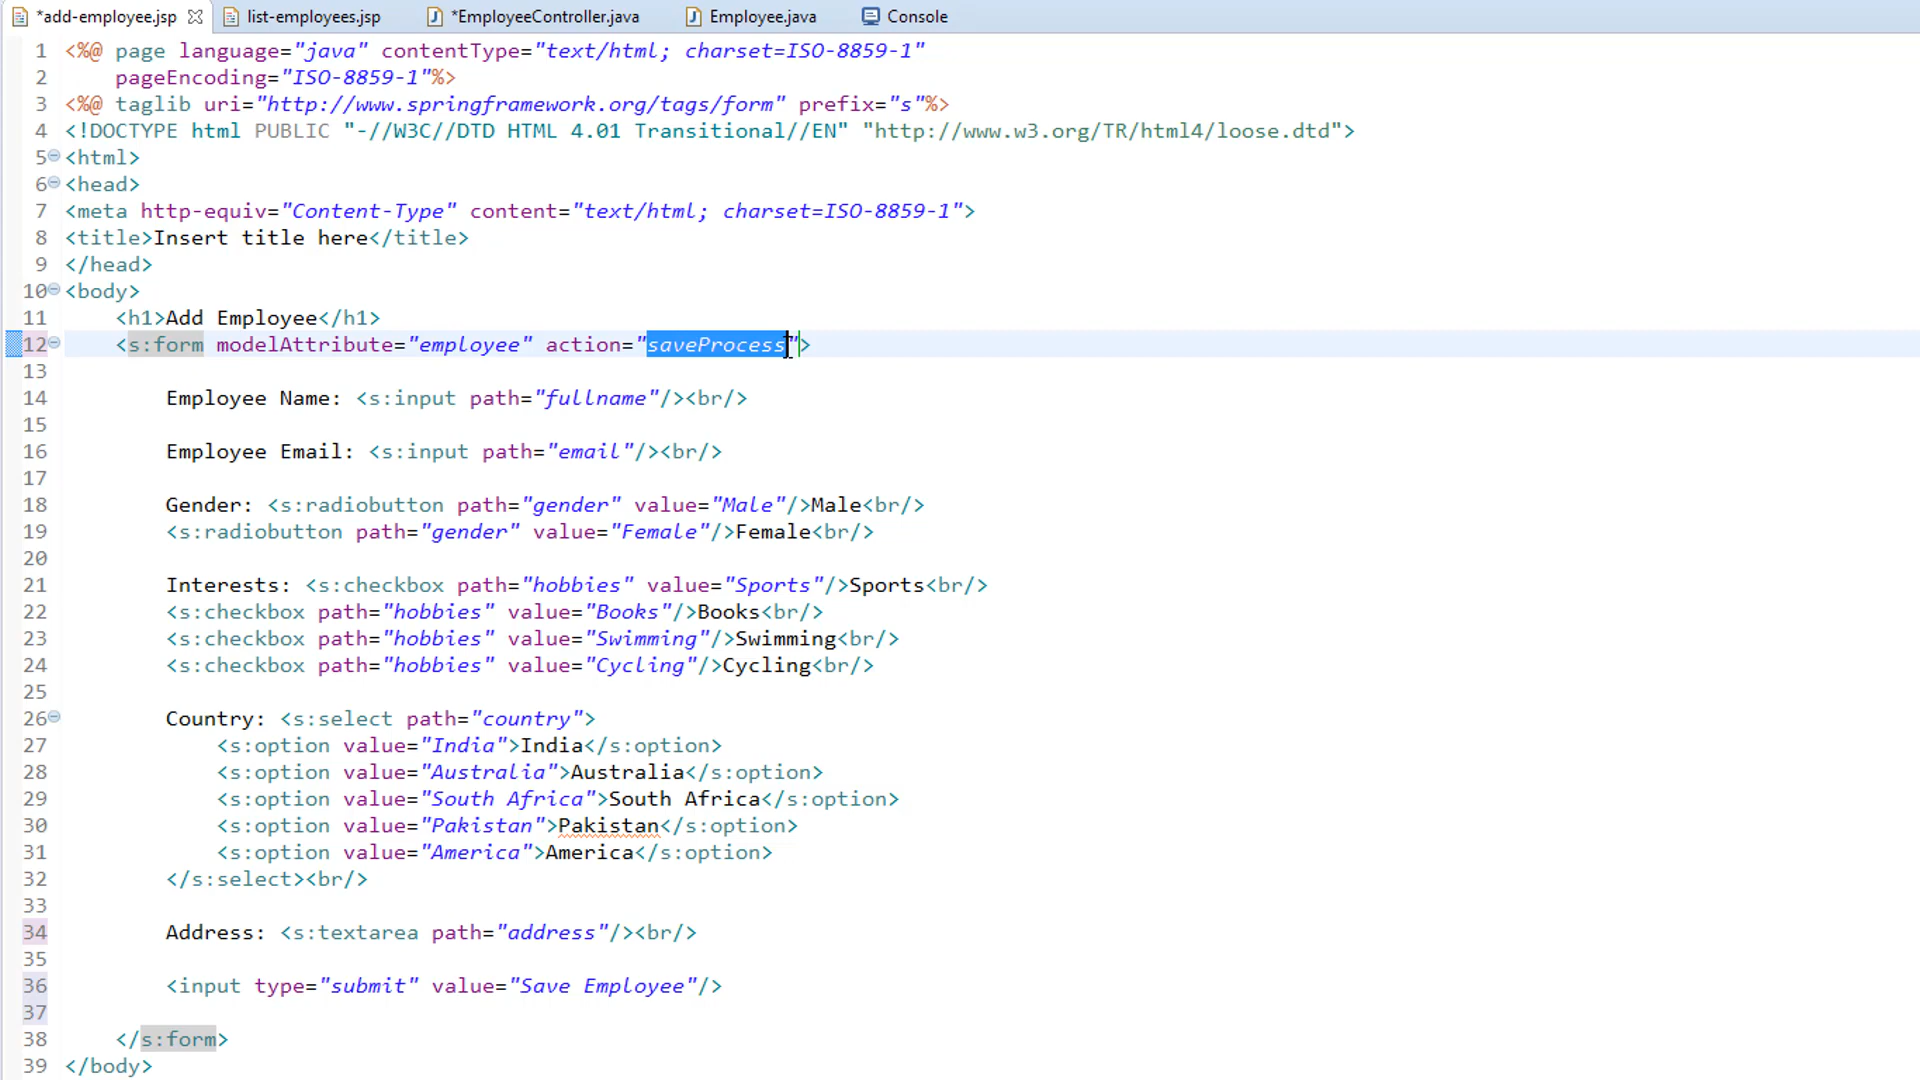 *add-employee.jsp list-employees.jsp *EmployeeController.java Employee.java Console
1 <%@ page language="java" contentType="text/html; charset=ISO-8859-1"
2 pageEncoding="ISO-8859-1"%>
3 <%@ taglib uri="http://www.springframework.org/tags/form" prefix="s"%>
4 <!DOCTYPE html PUBLIC "-//W3C//DTD HTML 4.01 Transitional//EN" "http://www.w3.org/TR/html4/loose.dtd">
5 <html>
6 <head>
7 <meta http-equiv="Content-Type" content="text/html; charset=ISO-8859-1">
8 <title>Insert title here</title>
9 </head>
10 <body>
11 <h1>Add Employee</h1>
12 <s:form modelAttribute="employee" action="saveProcess">
13
14 Employee Name: <s:input path="fullname"/><br/>
15
16 Employee Email: <s:input path="email"/><br/>
17
18 Gender: <s:radiobutton path="gender" value="Male"/>Male<br/>
19 <s:radiobutton path="gender" value="Female"/>Female<br/>
20
21 Interests: <s:checkbox path="hobbies" value="Sports"/>Sports<br/>
22 <s:checkbox path="hobbies" value="Books"/>Books<br/>
23 <s:checkbox path="hobbies" value="Swimming"/>Swimming<br/>
24 <s:checkbox path="hobbies" value="Cycling"/>Cycling<br/>
25
26 Country: <s:select path="country">
27 <s:option value="India">India</s:option>
28 <s:option value="Australia">Australia</s:option>
29 <s:option value="South Africa">South Africa</s:option>
30 <s:option value="Pakistan">Pakistan</s:option>
31 <s:option value="America">America</s:option>
32 </s:select><br/>
33
34 Address: <s:textarea path="address"/><br/>
35
36 <input type="submit" value="Save Employee"/>
37
38 </s:form>
39 </body>